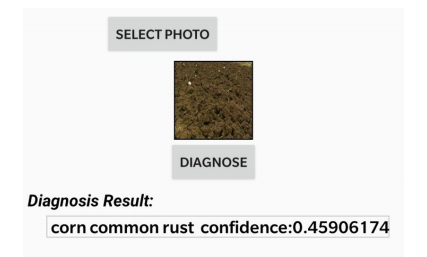 SELECT PHOTO
DIAGNOSE
Diagnosis Result:
corn common rust confidence:0.45906174